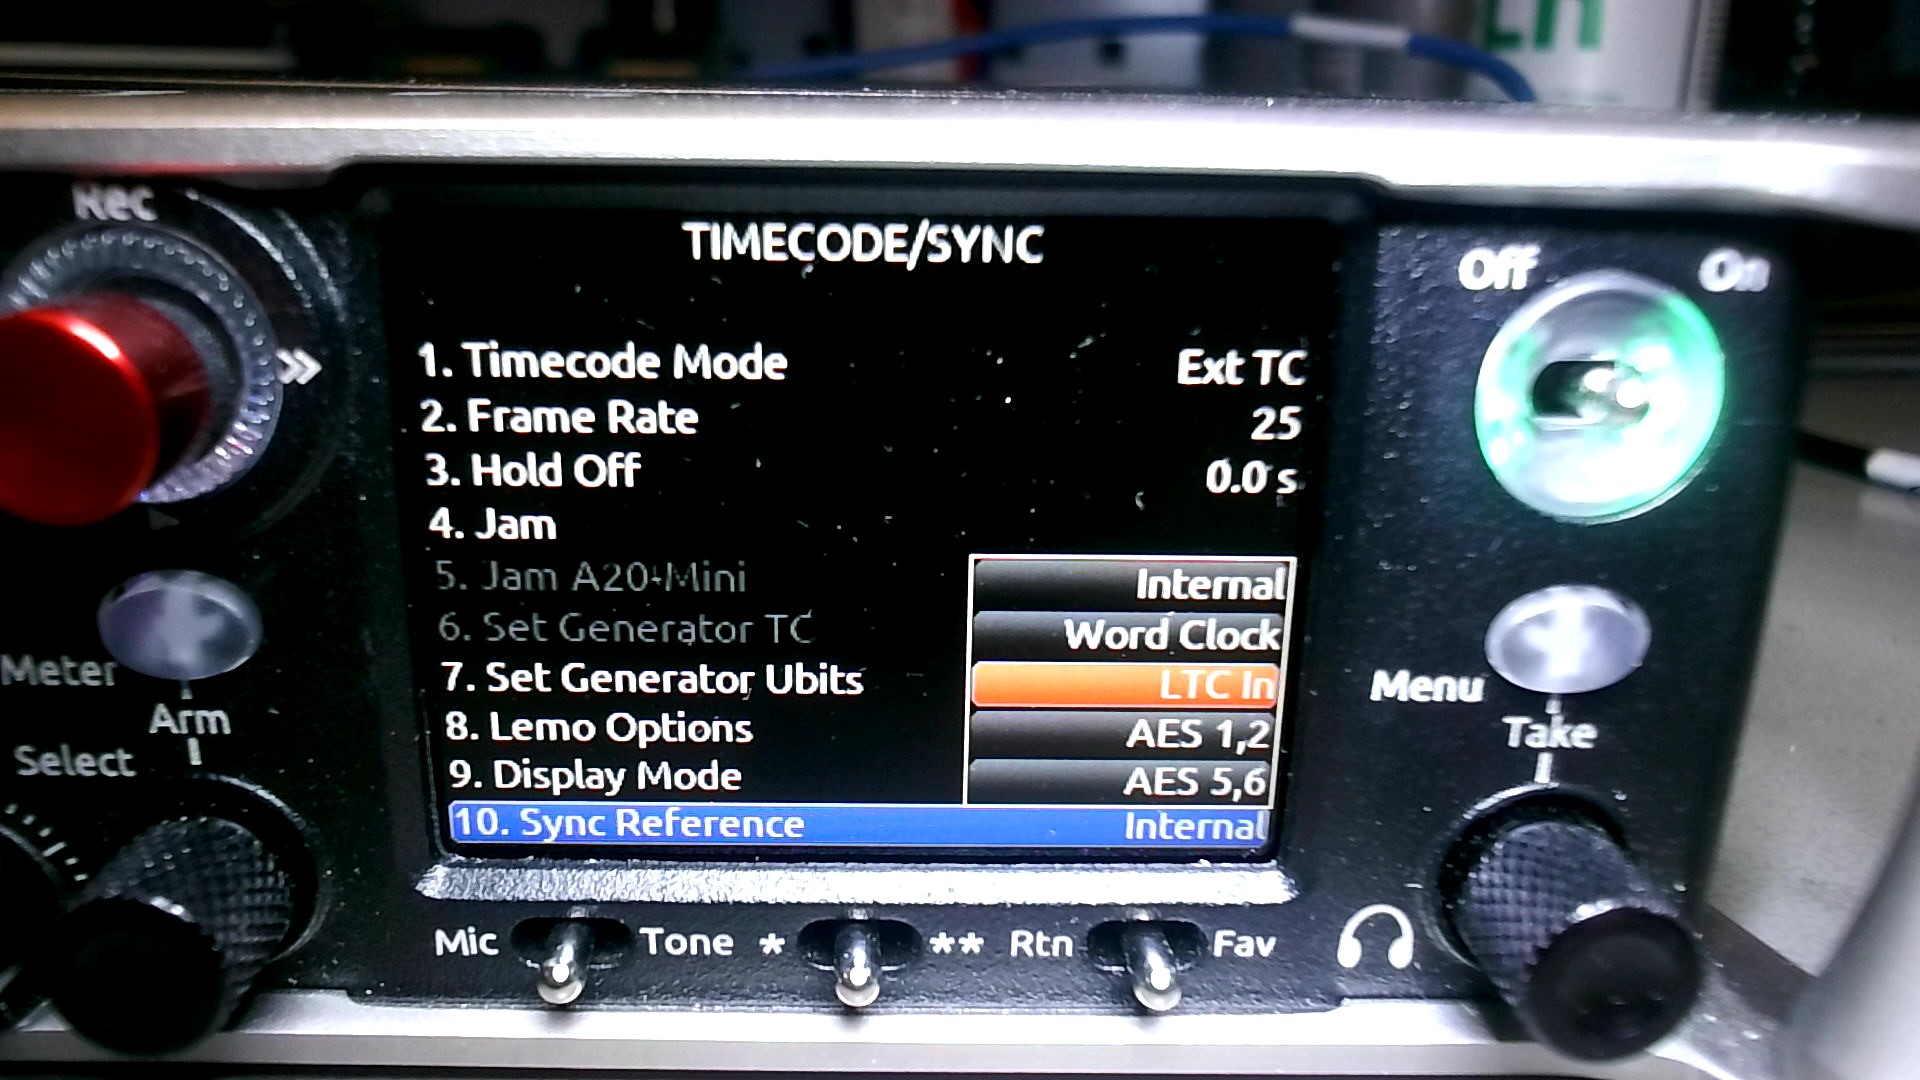 Rec
Off
On
TIMECODE/SYNC
1. Timecode Mode Ext TC
2. Frame Rate 25
3. Hold Off 0.0 s
4. Jam
5. Jam A20-Mini
6. Set Generator TC
7. Set Generator Ubits
8. Lemo Options
9. Display Mode
10. Sync Reference Internal
Internal
Word Clock
LTC In
AES 1,2
AES 5,6
Meter
Arm
Select
Menu
Take
Mic Tone * ** Rtn Fav